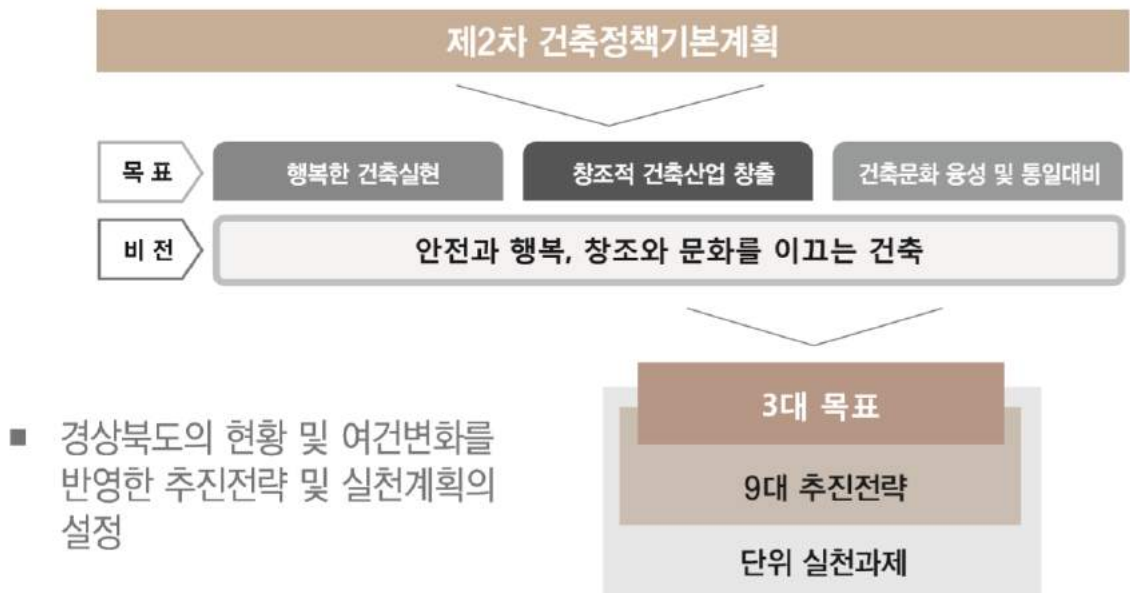 제2차 건축정책기본계획
목 표
행복한 건축실현
창조적 건축산업 창출
건축문화 융성 및 통일대비
비 전
안전과 행복, 창조와 문화를 이끄는 건축
■ 경상북도의 현황 및 여건변화를
반영한 추진전략 및 실천계획의
설정
3대 목표
9대 추진전략
단위 실천과제